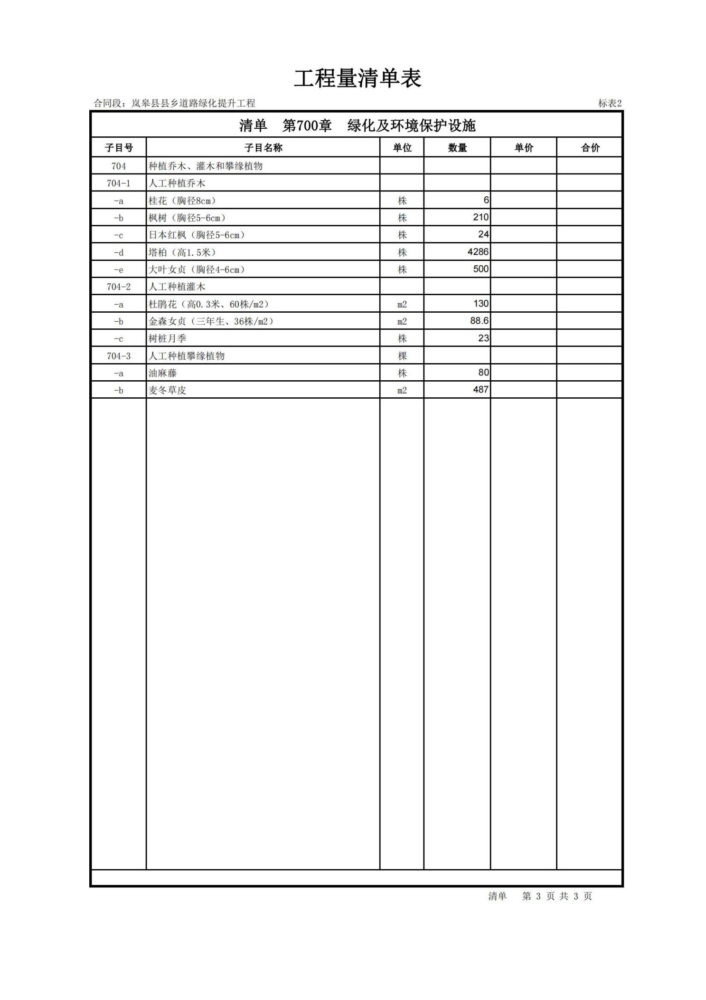 工程量清单表
合同段：岚皋县县乡道路绿化提升工程 标表2
清单 第700章 绿化及环境保护设施
子目号 子目名称 单位 数量 单价 合价
704 种植乔木、灌木和攀缘植物
704-1 人工种植乔木
-a 桂花（胸径8cm） 株 6
-b 枫树（胸径5-6cm） 株 210
-c 日本红枫（胸径5-6cm） 株 24
-d 塔柏（高1.5米） 株 4286
-e 大叶女贞（胸径4-6cm） 株 500
704-2 人工种植灌木
-a 杜鹃花（高0.3米、60株/m2） m2 130
-b 金森女贞（三年生、36株/m2） m2 88.6
-c 树桩月季 株 23
704-3 人工种植攀缘植物 棵
-a 油麻藤 株 80
-b 麦冬草皮 m2 487
清单 第 3 页 共 3 页